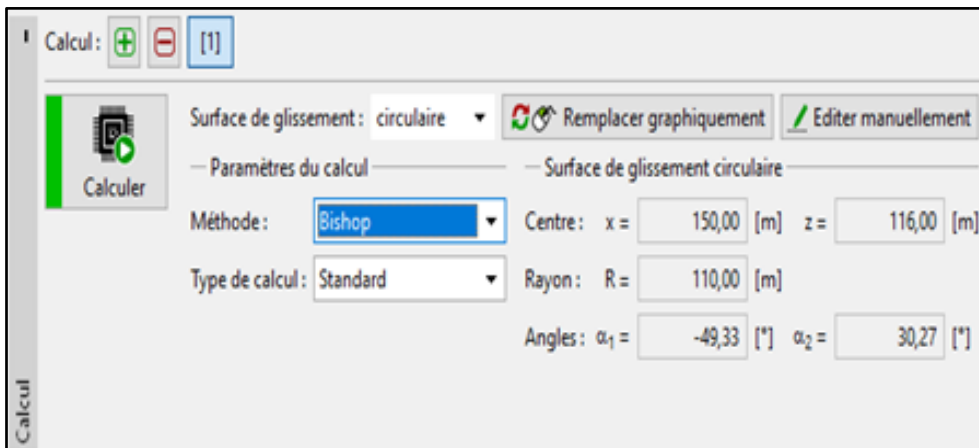 Calcul : [1]
Calculer
Surface de glissement : circulaire Remplacer graphiquement Editer manuellement
Paramètres du calcul
Méthode : Bishop
Type de calcul : Standard
Surface de glissement circulaire
Centre : x = 150,00 [m] z = 116,00 [m]
Rayon : R = 110,00 [m]
Angles : α₁ = -49,33 [°] α₂ = 30,27 [°]
Calcul